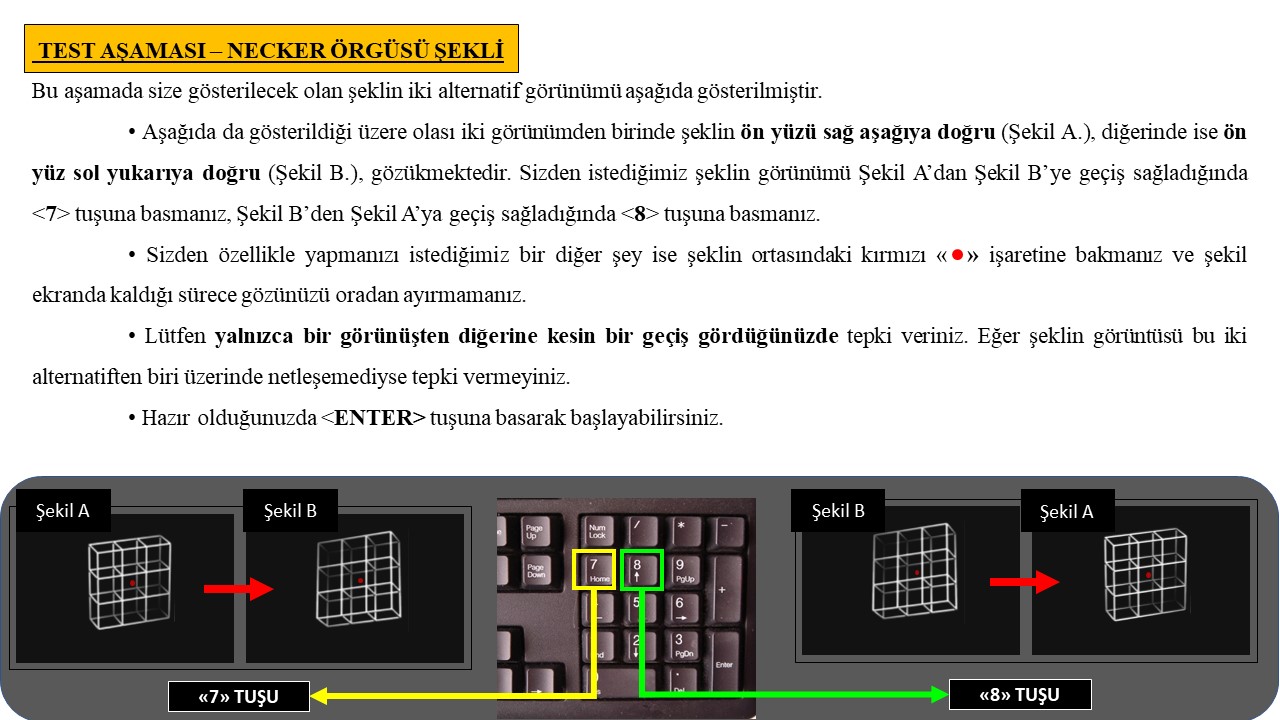 TEST AŞAMASI – NECKER ÖRGÜSÜ ŞEKLİ
Bu aşamada size gösterilecek olan şeklin iki alternatif görünümü aşağıda gösterilmiştir.
• Aşağıda da gösterildiği üzere olası iki görünümden birinde şeklin ön yüzü sağ aşağıya doğru (Şekil A.), diğerinde ise ön
yüz sol yukarıya doğru (Şekil B.), gözükmektedir. Sizden istediğimiz şeklin görünümü Şekil A’dan Şekil B’ye geçiş sağladığında
<7> tuşuna basmanız, Şekil B’den Şekil A’ya geçiş sağladığında <8> tuşuna basmanız.
• Sizden özellikle yapmanızı istediğimiz bir diğer şey ise şeklin ortasındaki kırmızı «●» işaretine bakmanız ve şekil
ekranda kaldığı sürece gözünüzü oradan ayırmamanız.
• Lütfen yalnızca bir görünüşten diğerine kesin bir geçiş gördüğünüzde tepki veriniz. Eğer şeklin görüntüsü bu iki
alternatiften biri üzerinde netleşemediyse tepki vermeyiniz.
• Hazır olduğunuzda <ENTER> tuşuna basarak başlayabilirsiniz.
Şekil A
Şekil B
Page Up
Num Lock
/
*
−
Page Down
7 Home
8 ↑
9 PgUp
+
5
6 →
2 ↓
3 PgDn
Enter
→
Şekil B
Şekil A
«7» TUŞU
«8» TUŞU